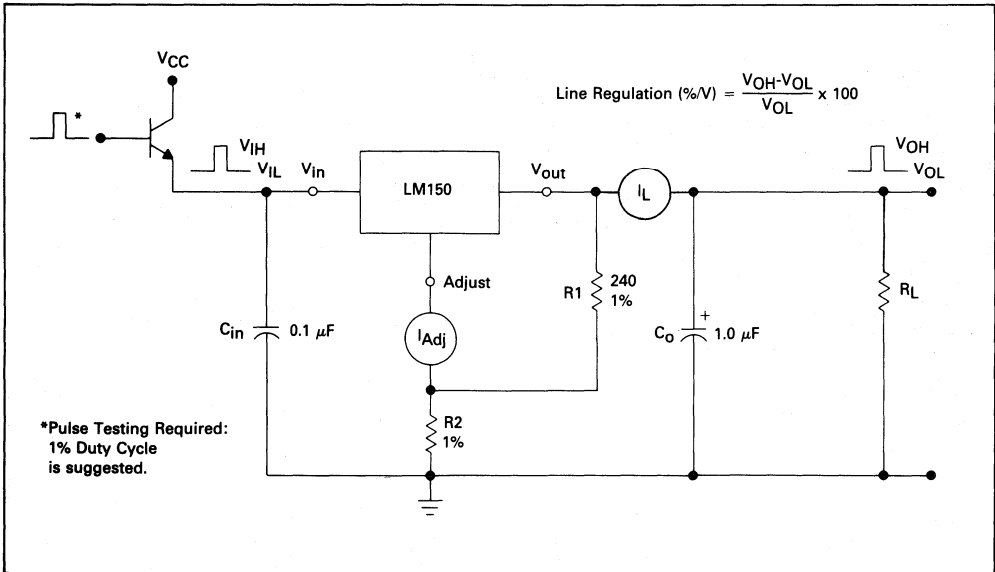 VCC
Line Regulation (%/V) = VOH-VOL / VOL x 100
*
VIH
VIL
Vin
LM150
Vout
IL
VOH
VOL
Adjust
R1
240
1%
RL
Cin
0.1 μF
IAdj
+
Co
1.0 μF
R2
1%
*Pulse Testing Required:
1% Duty Cycle
is suggested.